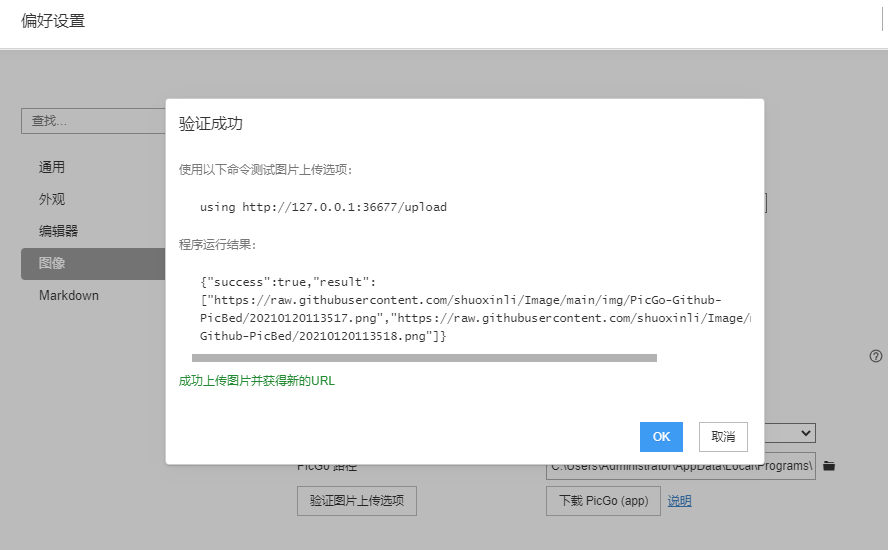 偏好设置
查找...
通用
外观
编辑器
图像
Markdown
验证成功
使用以下命令测试图片上传选项:
using http://127.0.0.1:36677/upload
程序运行结果:
{"success":true,"result":
["https://raw.githubusercontent.com/shuoxinli/Image/main/img/PicGo-Github-
PicBed/20210120113517.png","https://raw.githubusercontent.com/shuoxinli/Image/
Github-PicBed/20210120113518.png"]}
成功上传图片并获得新的URL
OK
取消
PicGo 路径
C:\Users\Administrator\AppData\Local\Programs\
验证图片上传选项
下载 PicGo (app)
说明